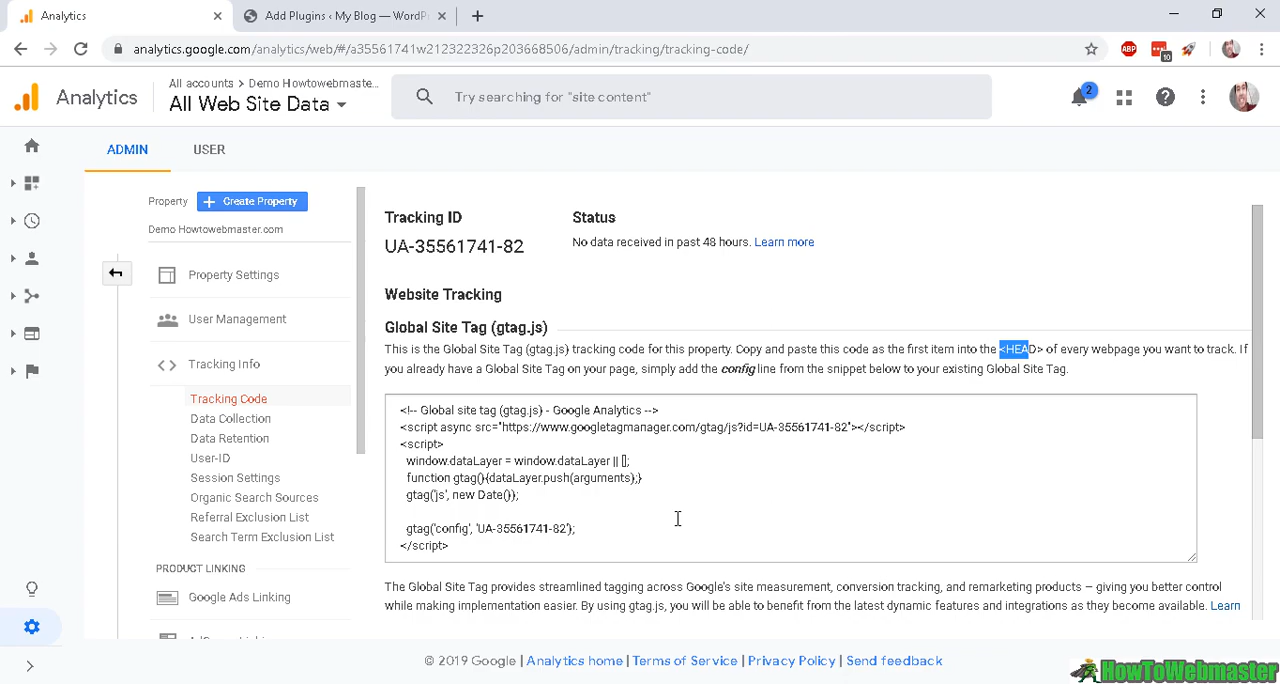 Analytics
Add Plugins ‹ My Blog — WordP
analytics.google.com/analytics/web/#/a35561741w212322326p203668506/admin/tracking/tracking-code/
ABP
10
Analytics
All accounts > Demo Howtowebmaste...
All Web Site Data
Try searching for "site content"
2
ADMIN
USER
Property
+ Create Property
Demo Howtowebmaster.com
Property Settings
User Management
Tracking Info
Tracking Code
Data Collection
Data Retention
User-ID
Session Settings
Organic Search Sources
Referral Exclusion List
Search Term Exclusion List
PRODUCT LINKING
Google Ads Linking
Tracking ID
UA-35561741-82
Status
No data received in past 48 hours. Learn more
Website Tracking
Global Site Tag (gtag.js)
This is the Global Site Tag (gtag.js) tracking code for this property. Copy and paste this code as the first item into the <HEAD> of every webpage you want to track. If
you already have a Global Site Tag on your page, simply add the config line from the snippet below to your existing Global Site Tag.
<!-- Global site tag (gtag.js) - Google Analytics -->
<script async src="https://www.googletagmanager.com/gtag/js?id=UA-35561741-82"></script>
<script>
window.dataLayer = window.dataLayer || [];
function gtag(){dataLayer.push(arguments);}
gtag('js', new Date());
gtag('config', 'UA-35561741-82');
</script>
The Global Site Tag provides streamlined tagging across Google's site measurement, conversion tracking, and remarketing products – giving you better control
while making implementation easier. By using gtag.js, you will be able to benefit from the latest dynamic features and integrations as they become available. Learn
© 2019 Google | Analytics home | Terms of Service | Privacy Policy | Send feedback
HowToWebmaster